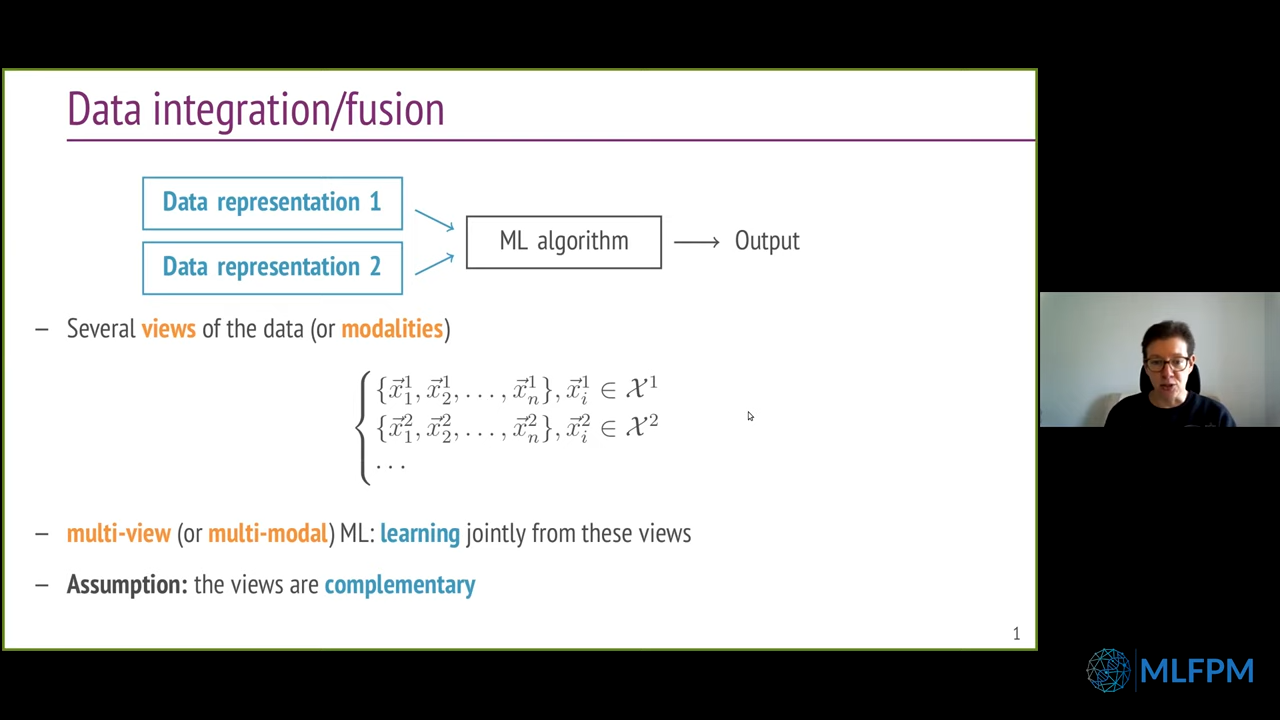 Data integration/fusion
Data representation 1
Data representation 2
ML algorithm
Output
– Several views of the data (or modalities)
{x⃗₁¹, x⃗₂¹, . . . , x⃗ₙ¹}, x⃗ᵢ¹ ∈ 𝒳¹
{x⃗₁², x⃗₂², . . . , x⃗ₙ²}, x⃗ᵢ² ∈ 𝒳²
. . .
– multi-view (or multi-modal) ML: learning jointly from these views
– Assumption: the views are complementary
1
MLFPM